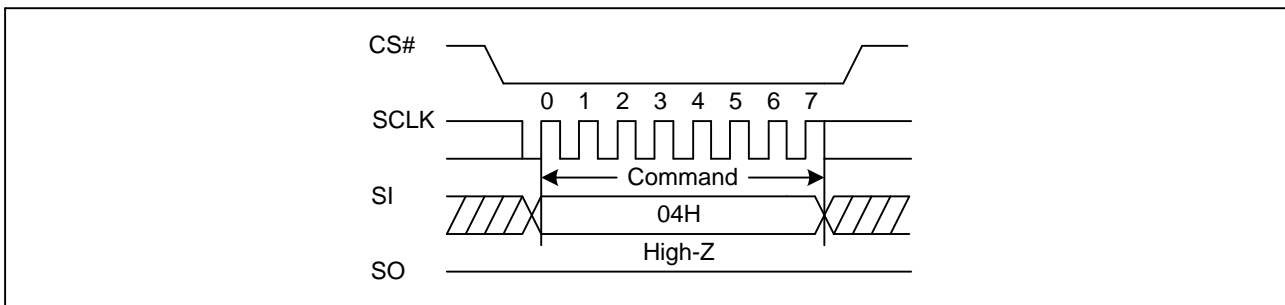 CS#
0 1 2 3 4 5 6 7
SCLK
Command
SI
04H
High-Z
SO